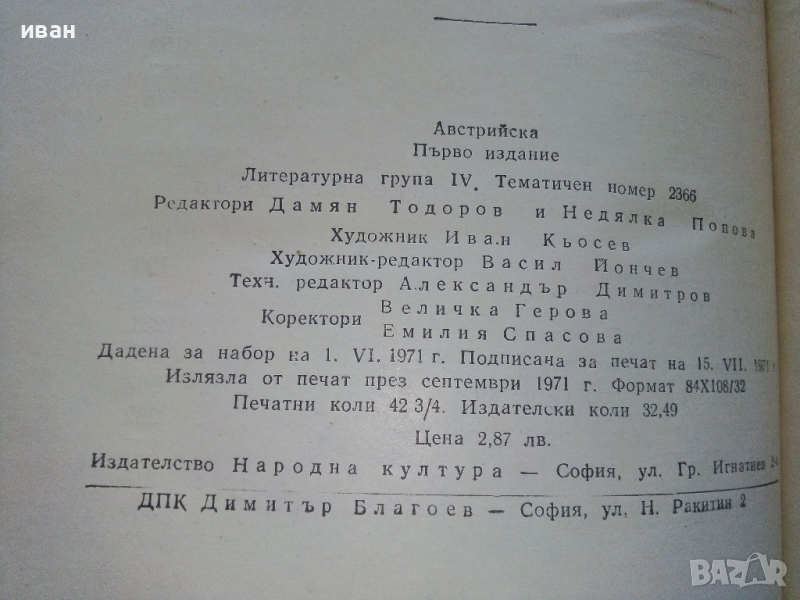 иван
Австрийска
Първо издание
Литературна група IV. Тематичен номер 2366
Редактори Дамян Тодоров и Недялка Попова
Художник Иван Кьосев
Художник-редактор Васил Йончев
Техн. редактор Александър Димитров
Коректори Величка Герова
Емилия Спасова
Дадена за набор на 1. VI. 1971 г. Подписана за печат на 15. VII. 1971 г.
Излязла от печат през септември 1971 г. Формат 84X108/32
Печатни коли 42 3/4. Издателски коли 32,49
Цена 2,87 лв.
Издателство Народна култура — София, ул. Гр. Игнатиев
ДПК Димитър Благоев — София, ул. Н. Ракитин 2
BAZAR